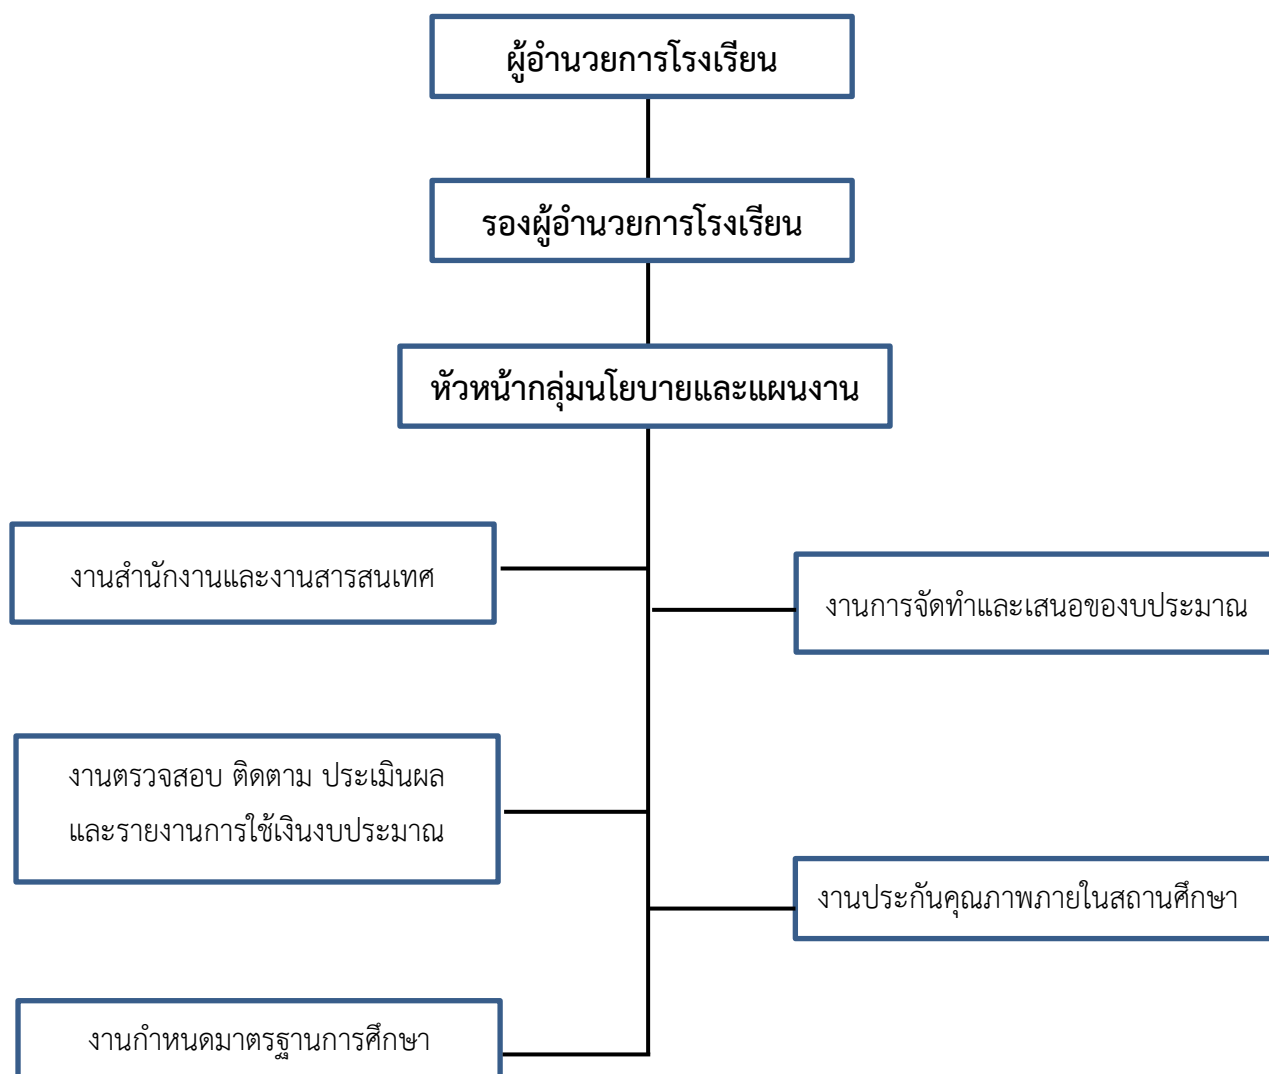 ผู้อำนวยการโรงเรียน
รองผู้อำนวยการโรงเรียน
หัวหน้ากลุ่มนโยบายและแผนงาน
งานสำนักงานและงานสารสนเทศ
งานการจัดทำและเสนอของบประมาณ
งานตรวจสอบ ติดตาม ประเมินผล
และรายงานการใช้เงินงบประมาณ
งานประกันคุณภาพภายในสถานศึกษา
งานกำหนดมาตรฐานการศึกษา